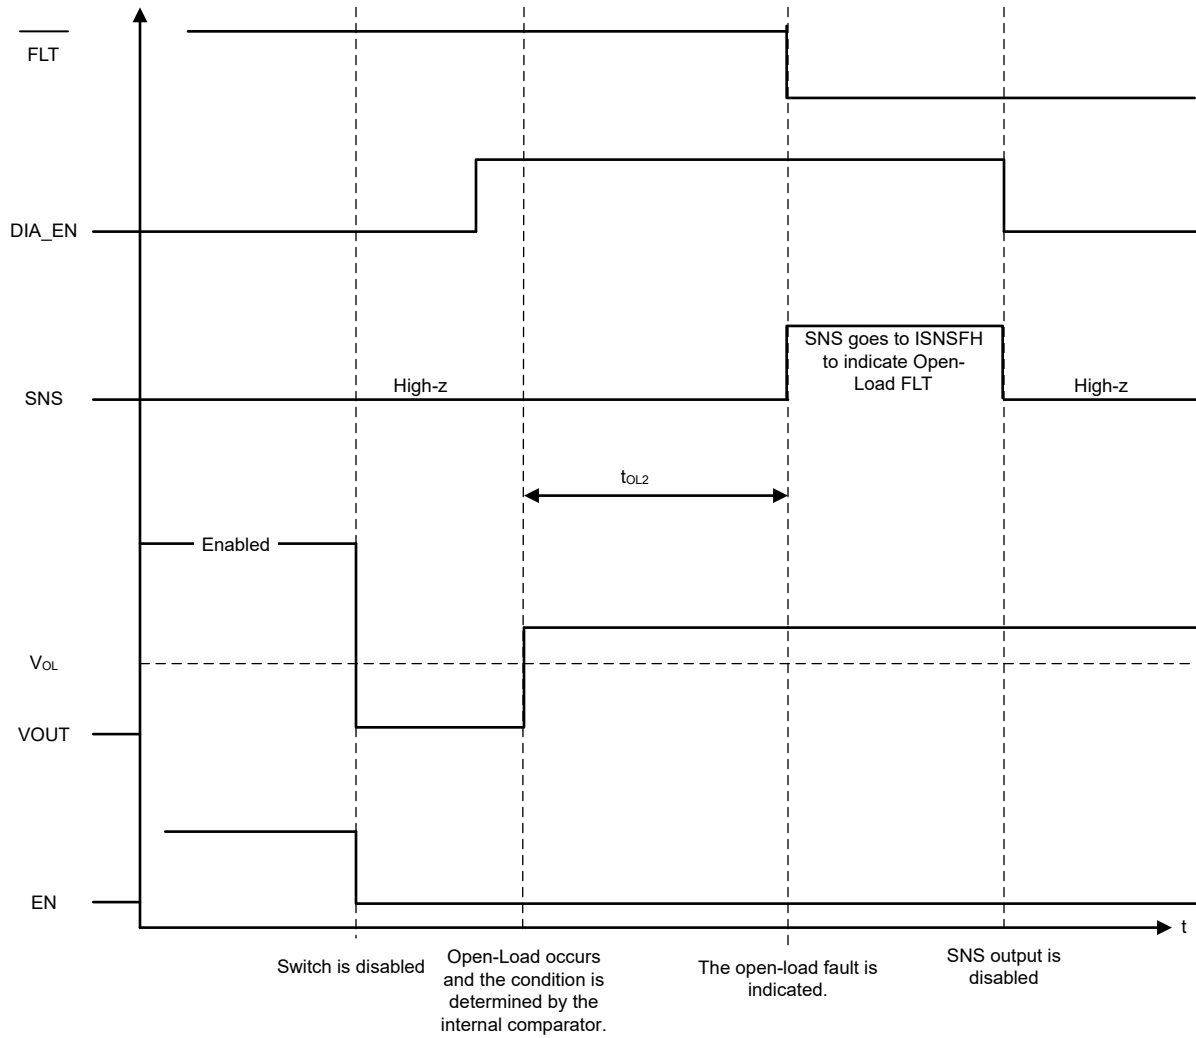 FLT
DIA_EN
SNS goes to ISNSFH
to indicate Open-
Load FLT
SNS
High-z
High-z
tOL2
Enabled
VOL
VOUT
EN
t
Switch is disabled
Open-Load occurs
and the condition is
determined by the
internal comparator.
The open-load fault is
indicated.
SNS output is
disabled